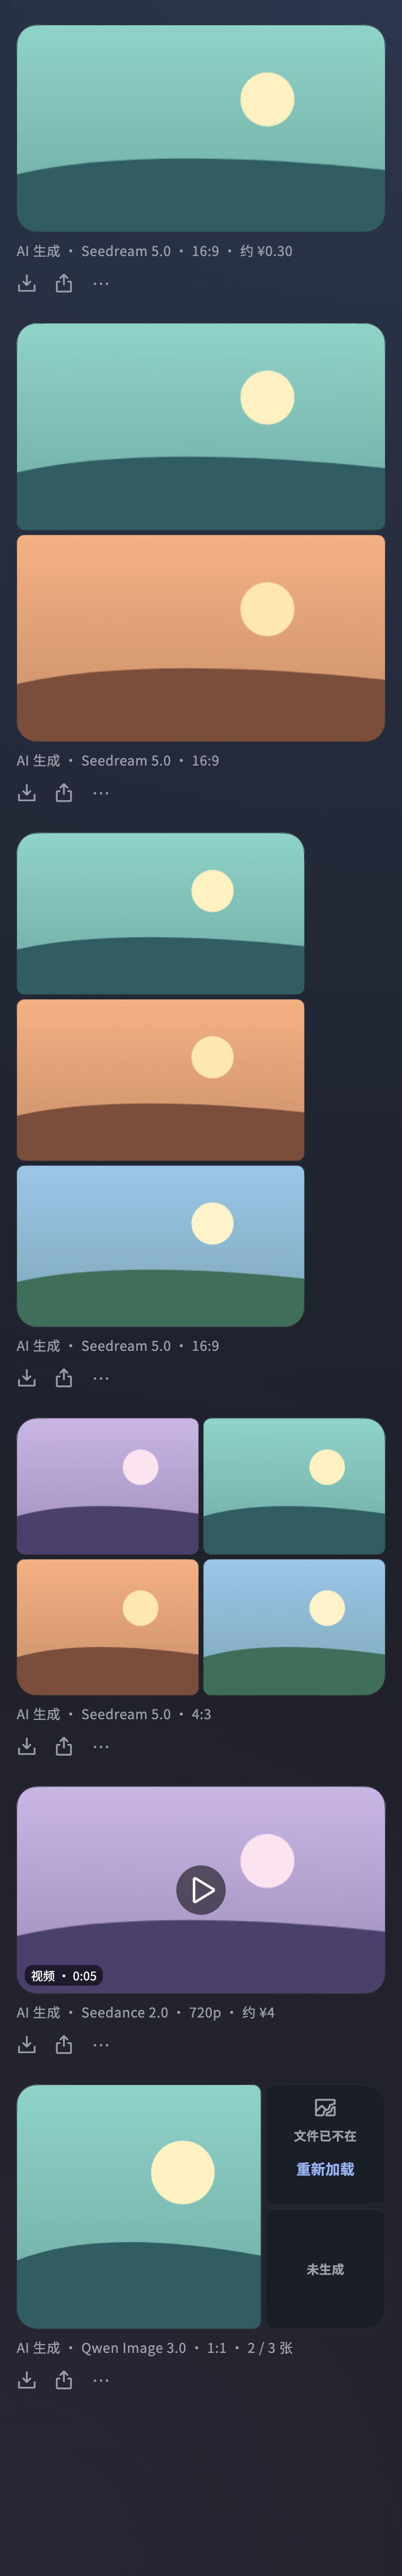 AI 生成 · Seedream 5.0 · 16:9 · 约 ¥0.30
AI 生成 · Seedream 5.0 · 16:9
AI 生成 · Seedream 5.0 · 16:9
AI 生成 · Seedream 5.0 · 4:3
视频 · 0:05
AI 生成 · Seedance 2.0 · 720p · 约 ¥4
文件已不在
重新加载
未生成
AI 生成 · Qwen Image 3.0 · 1:1 · 2 / 3 张